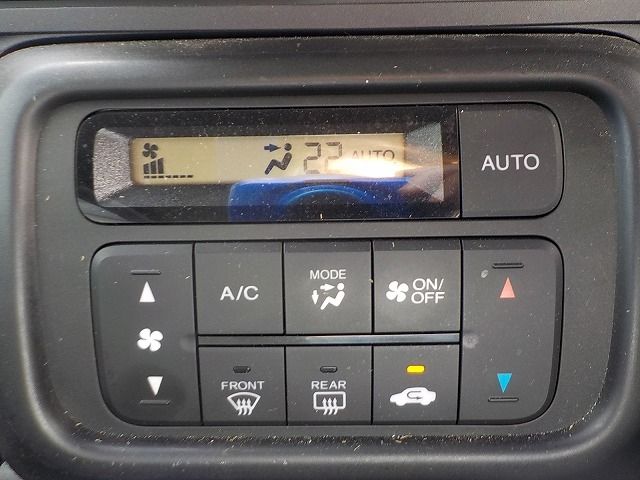 22 AUTO
AUTO
A/C
MODE
ON/
OFF
FRONT
REAR